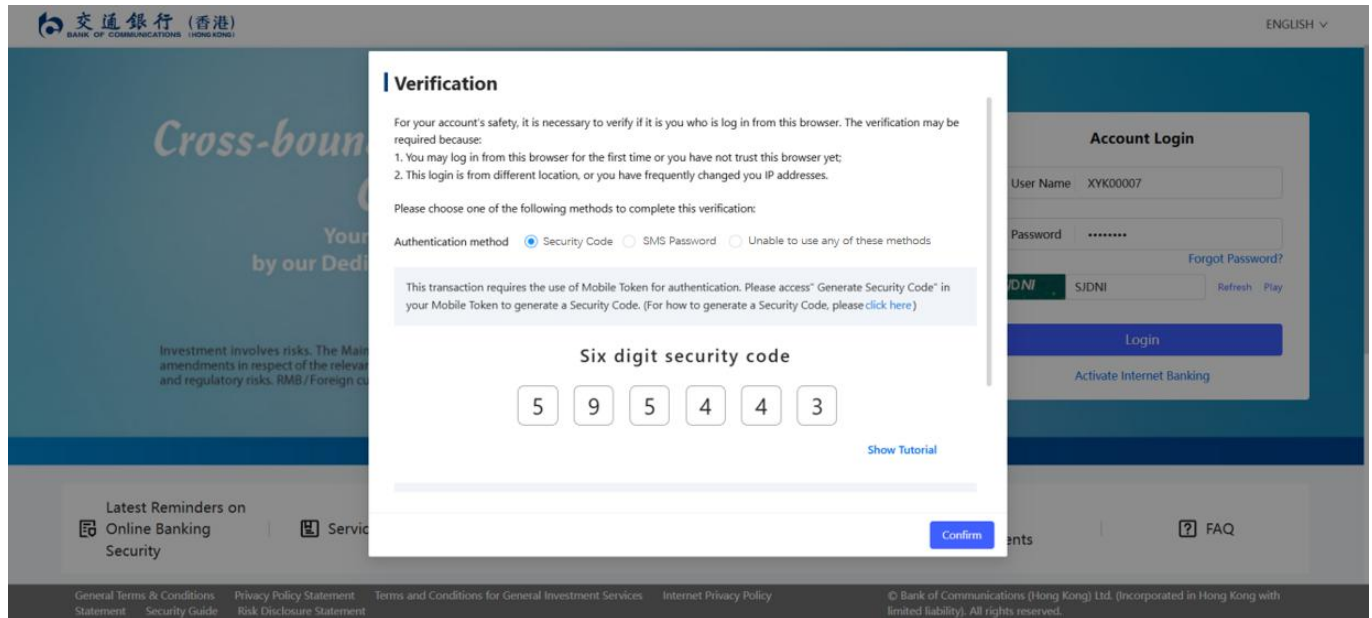 交通銀行 (香港)
BANK OF COMMUNICATIONS (HONG KONG)
ENGLISH
Verification
For your account's safety, it is necessary to verify if it is you who is log in from this browser. The verification may be
required because:
1. You may log in from this browser for the first time or you have not trust this browser yet;
2. This login is from different location, or you have frequently changed you IP addresses.
Please choose one of the following methods to complete this verification:
Authentication method Security Code SMS Password Unable to use any of these methods
This transaction requires the use of Mobile Token for authentication. Please access" Generate Security Code" in
your Mobile Token to generate a Security Code. (For how to generate a Security Code, please click here)
Six digit security code
5 9 5 4 4 3
Show Tutorial
Confirm
Cross-boun
Your
by our Dedi
Investment involves risks. The Main
amendments in respect of the relevan
and regulatory risks. RMB/Foreign cu
Account Login
User Name XYK00007
Password ••••••••
Forgot Password?
JDNI SJDNI Refresh Play
Login
Activate Internet Banking
Latest Reminders on
Online Banking
Security
Servic
ents
FAQ
General Terms & Conditions Privacy Policy Statement Terms and Conditions for General Investment Services Internet Privacy Policy
Statement Security Guide Risk Disclosure Statement
© Bank of Communications (Hong Kong) Ltd. (Incorporated in Hong Kong with
limited liability). All rights reserved.